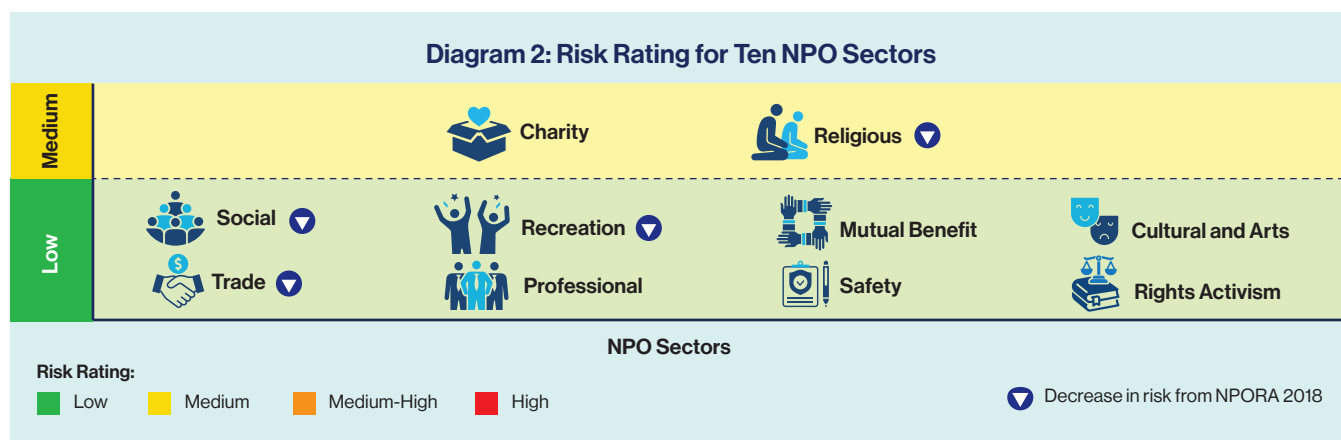 Diagram 2: Risk Rating for Ten NPO Sectors
Medium
Charity
Religious
Low
Social
Recreation
Mutual Benefit
Cultural and Arts
$
Trade
Professional
Safety
Rights Activism
NPO Sectors
Risk Rating:
Low
Medium
Medium-High
High
Decrease in risk from NPORA 2018